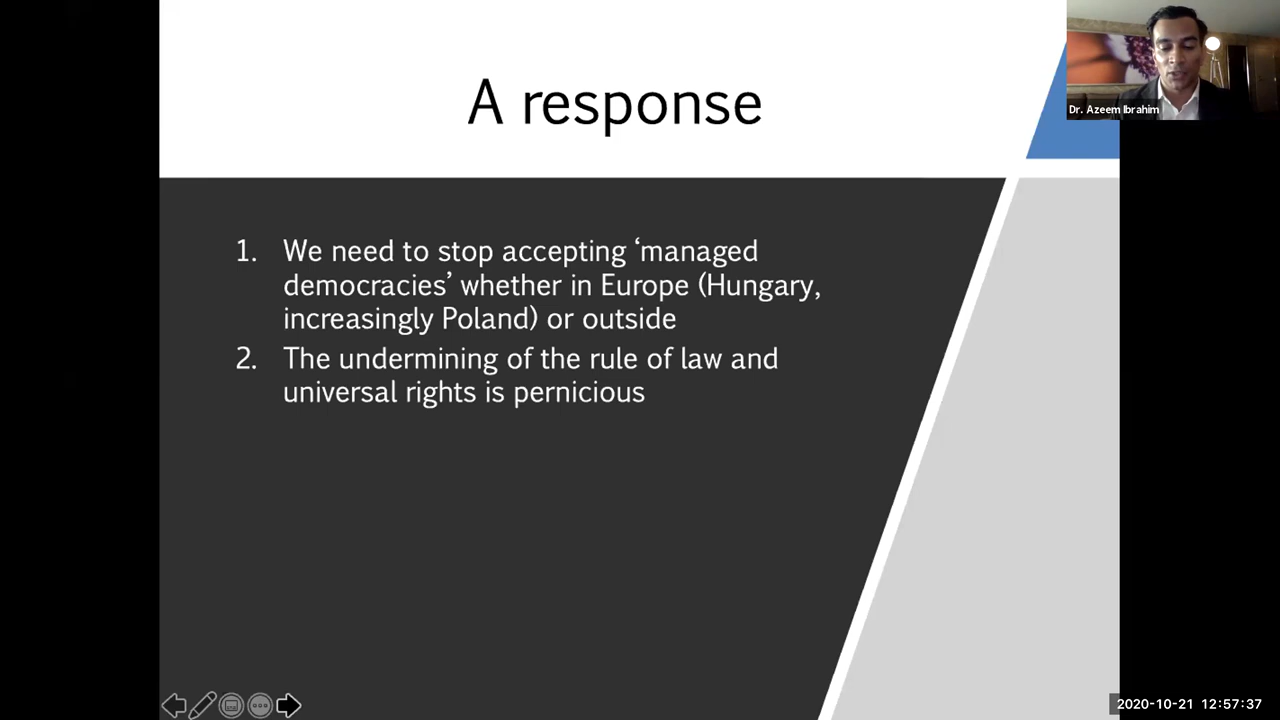 A response
Dr. Azeem Ibrahim
1. We need to stop accepting ‘managed
democracies’ whether in Europe (Hungary,
increasingly Poland) or outside
2. The undermining of the rule of law and
universal rights is pernicious
2020-10-21 12:57:37